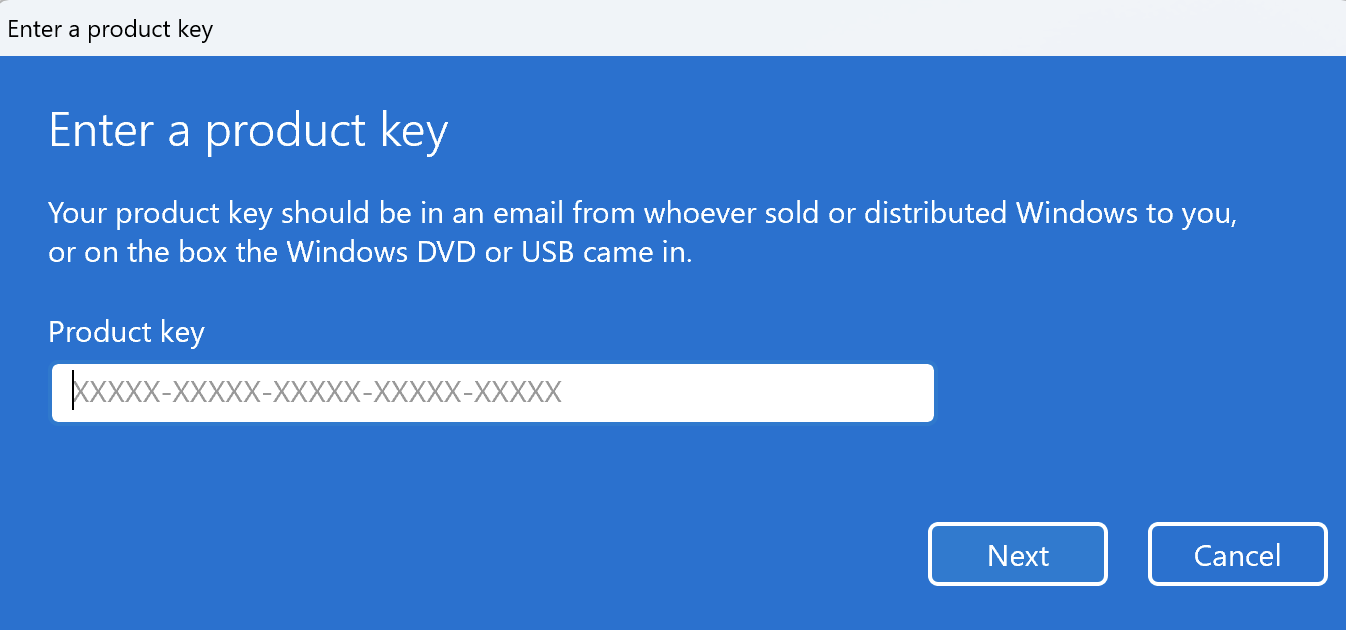 Enter a product key
Enter a product key
Your product key should be in an email from whoever sold or distributed Windows to you,
or on the box the Windows DVD or USB came in.
Product key
XXXXX-XXXXX-XXXXX-XXXXX-XXXXX
Next
Cancel